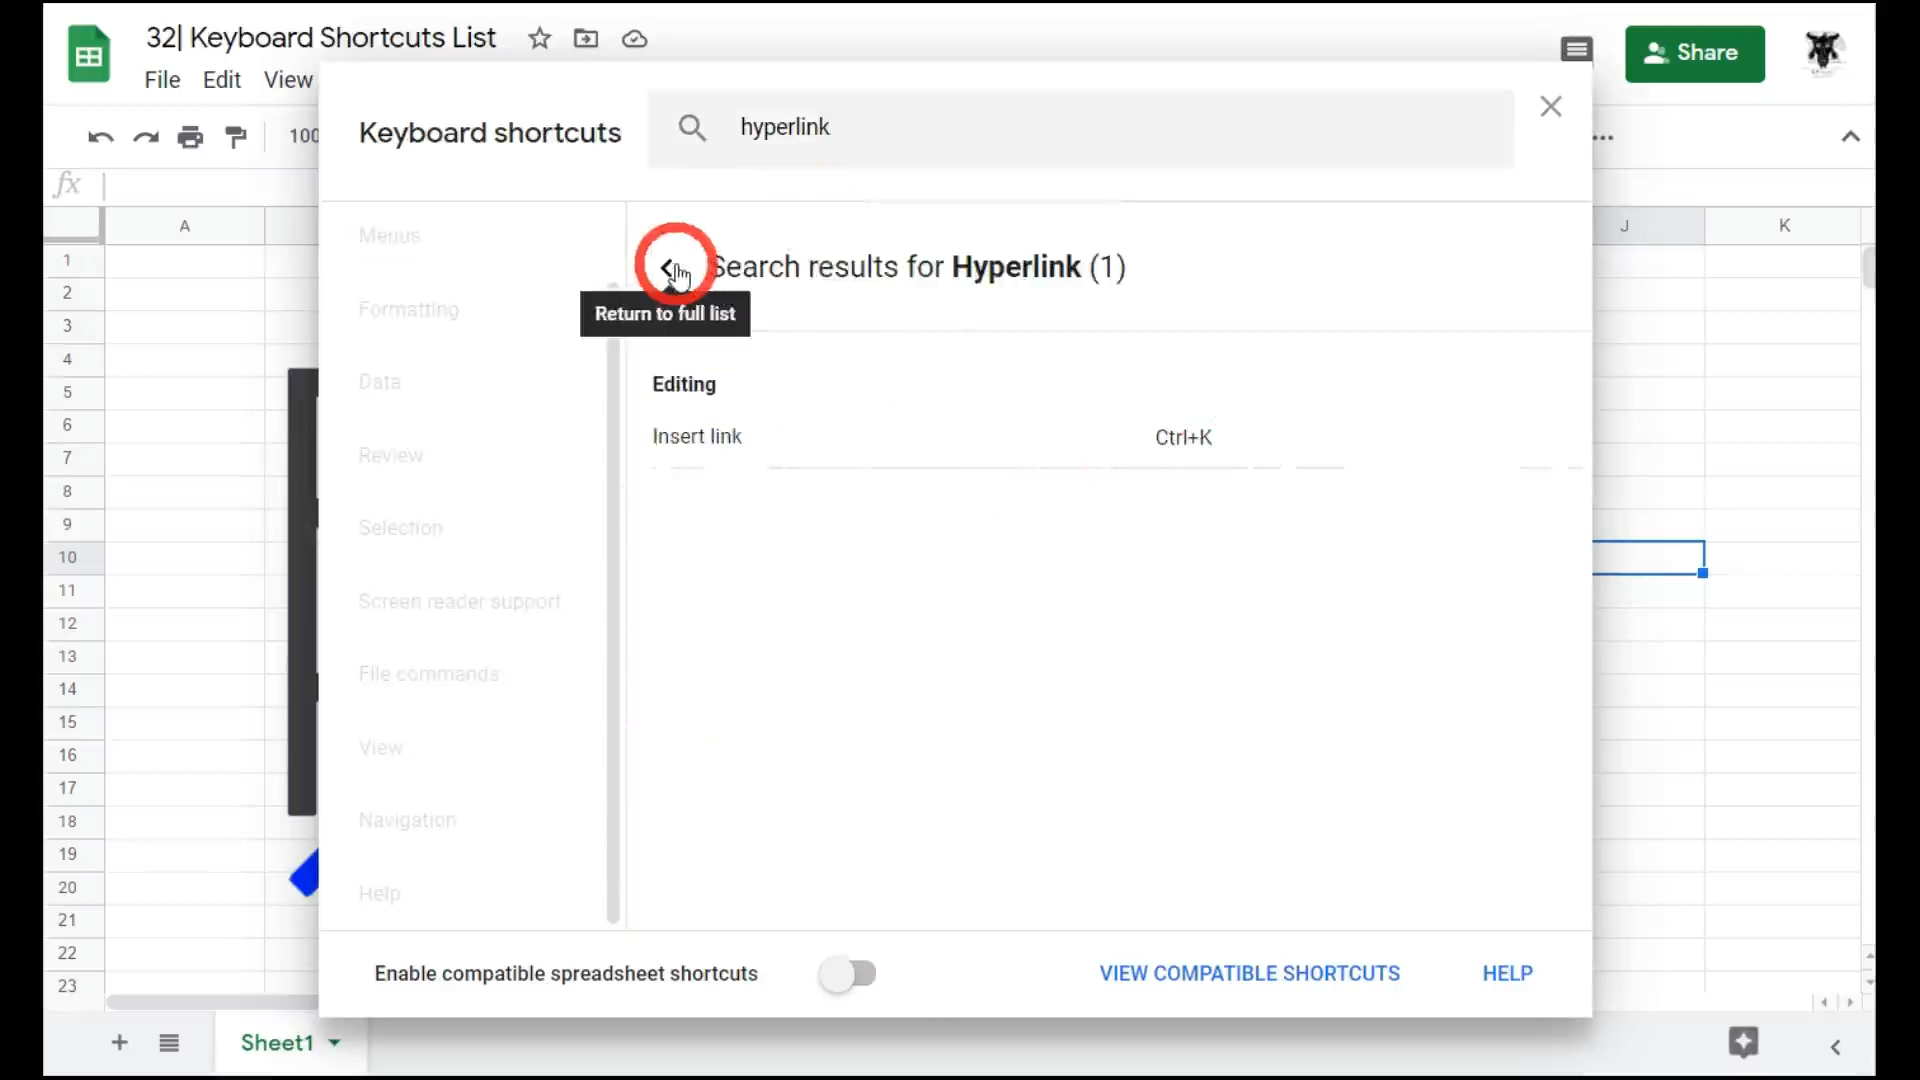 32| Keyboard Shortcuts List
Share
File Edit View
100
Keyboard shortcuts
hyperlink
fx
A
J
K
Menus
Formatting
Data
Review
Selection
Screen reader support
File commands
View
Navigation
Help
Search results for Hyperlink (1)
Return to full list
Editing
Insert link Ctrl+K
1
2
3
4
5
6
7
8
9
10
11
12
13
14
15
16
17
18
19
20
21
22
23
Enable compatible spreadsheet shortcuts
VIEW COMPATIBLE SHORTCUTS
HELP
Sheet1